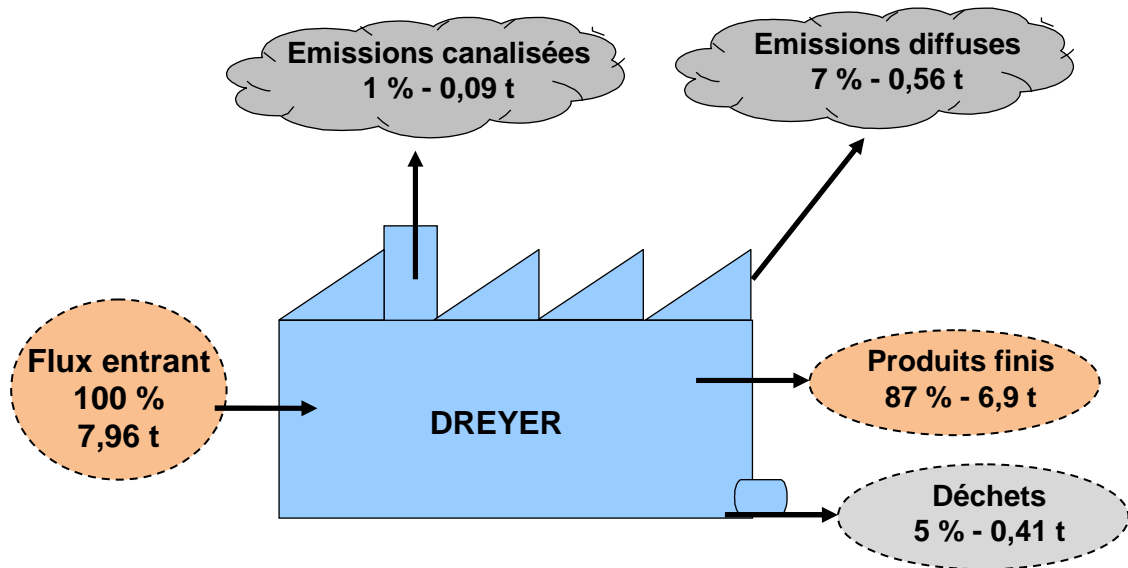 Emissions canalisées
1 % - 0,09 t
Emissions diffuses
7 % - 0,56 t
Flux entrant
100 %
7,96 t
DREYER
Produits finis
87 % - 6,9 t
Déchets
5 % - 0,41 t